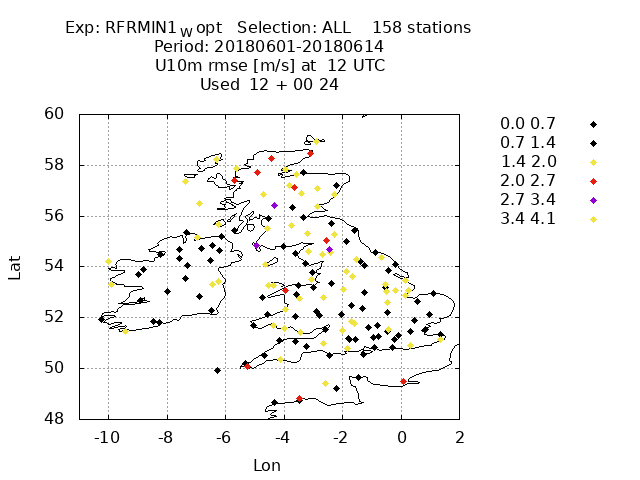 Exp: RFRMIN1_W opt   Selection: ALL    158 stations
Period: 20180601-20180614
U10m rmse [m/s] at  12 UTC
Used  12 + 00 24
0.0 0.7
0.7 1.4
1.4 2.0
2.0 2.7
2.7 3.4
3.4 4.1
60
58
56
54
52
50
48
Lat
-10 -8 -6 -4 -2 0 2
Lon